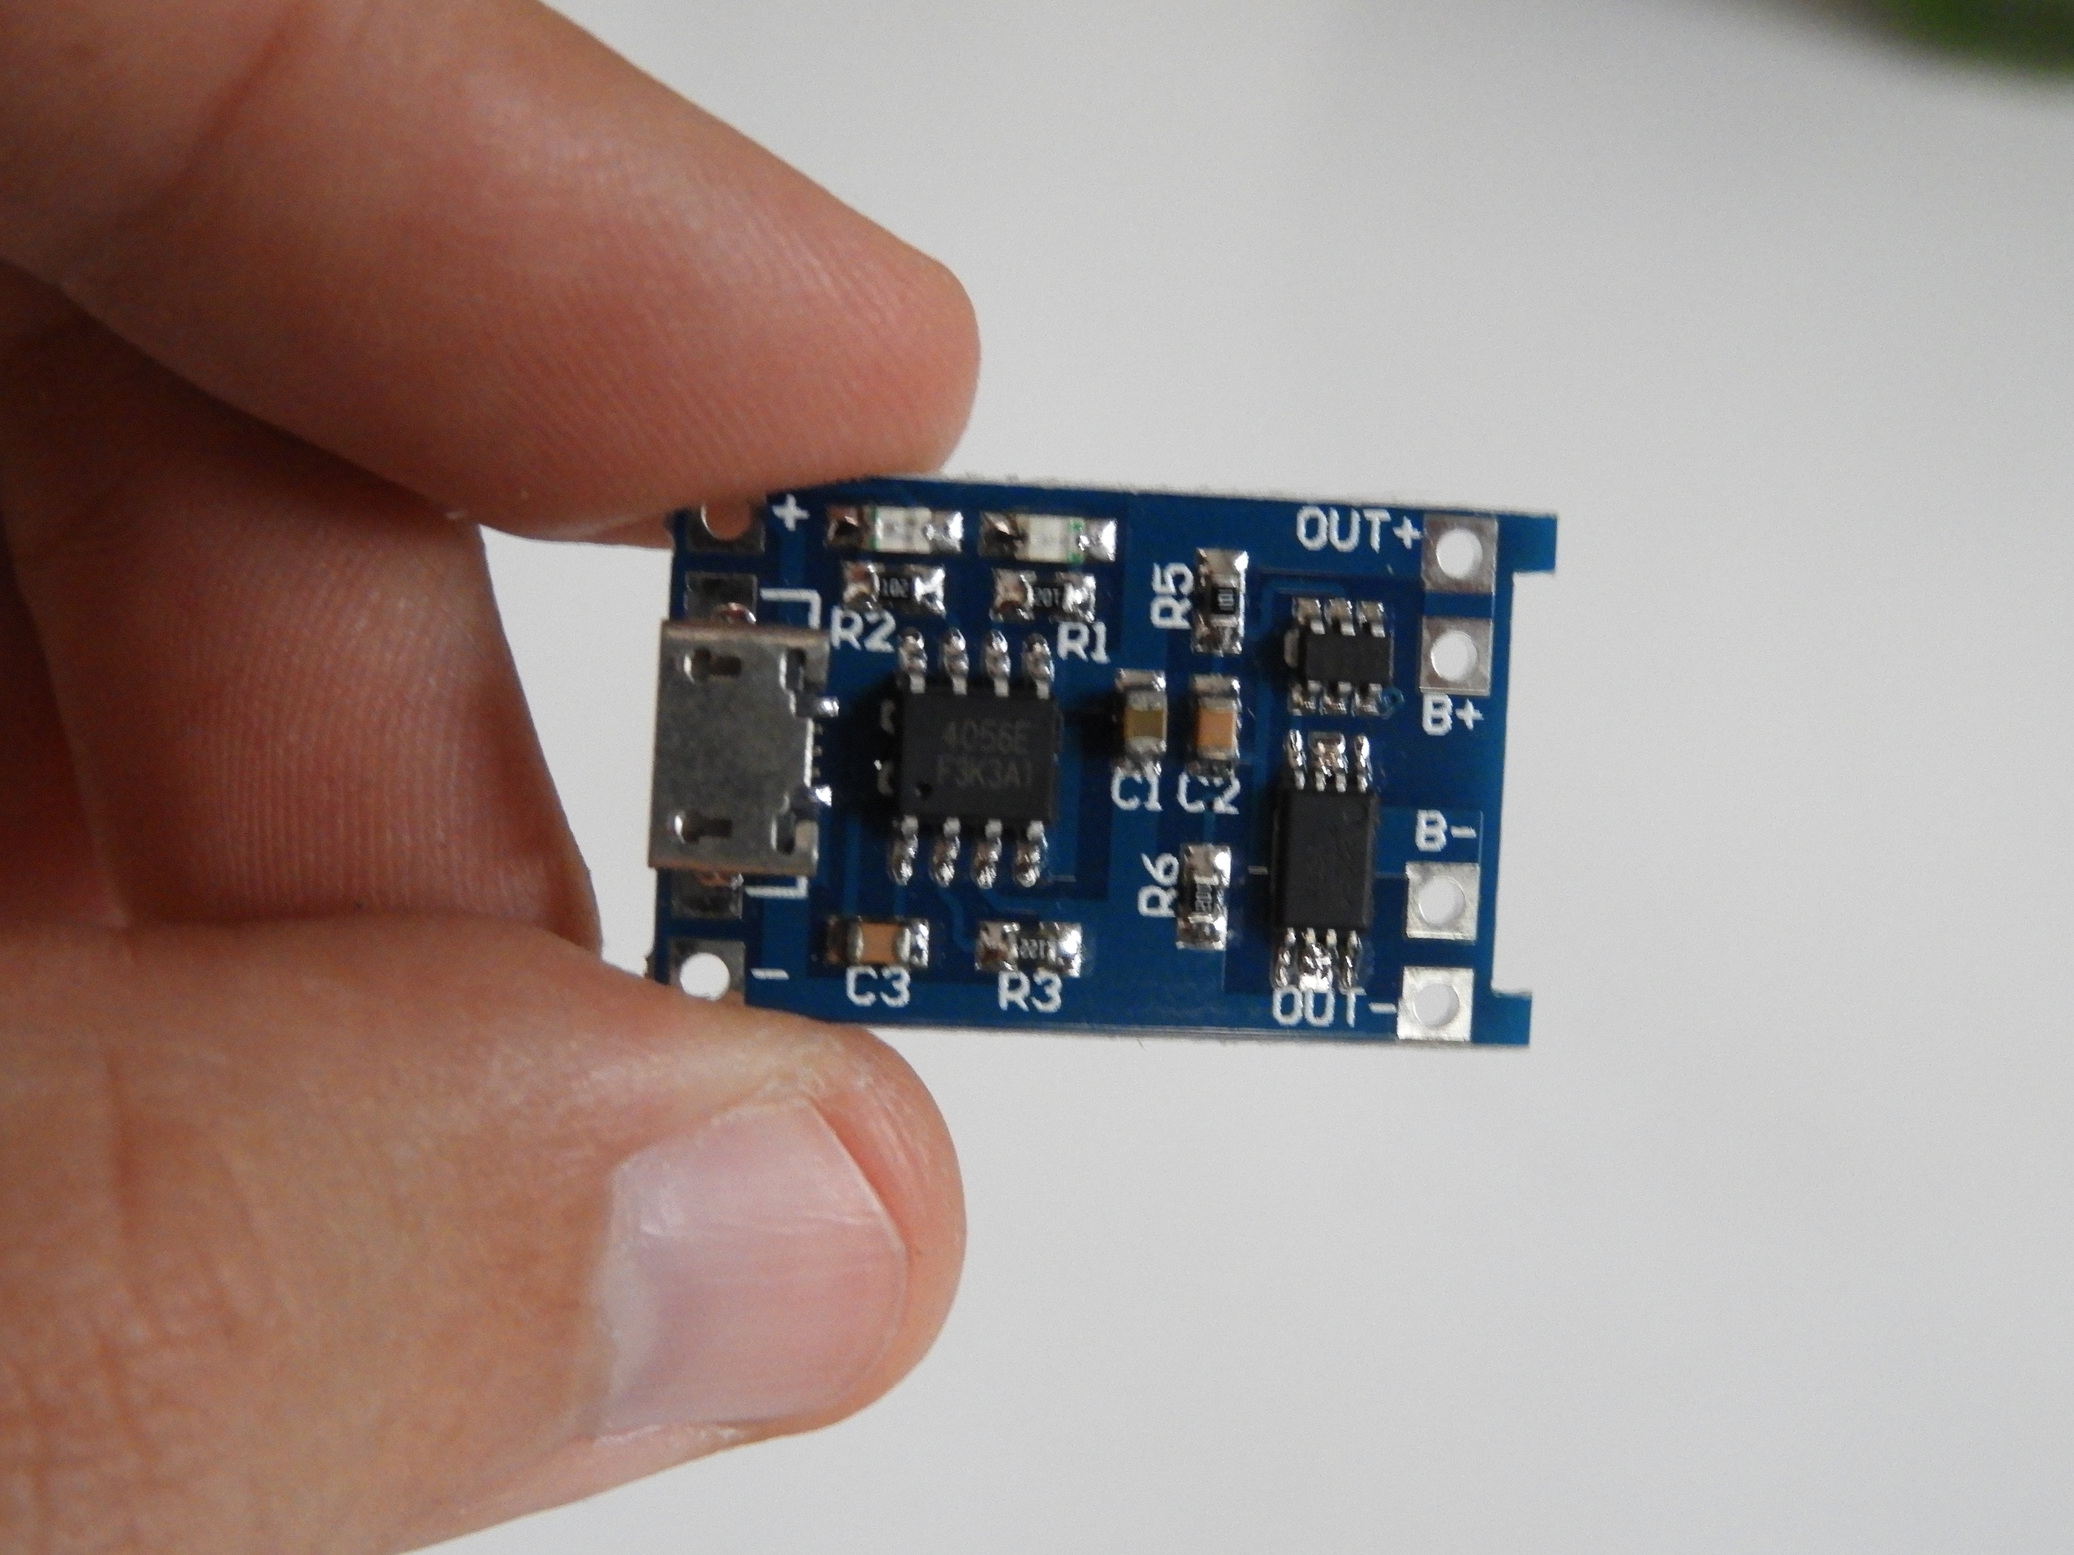 +
OUT+
R2
R1
R5
B+
4056E
F3K3A1
C1
C2
B-
R6
-
C3
R3
OUT-